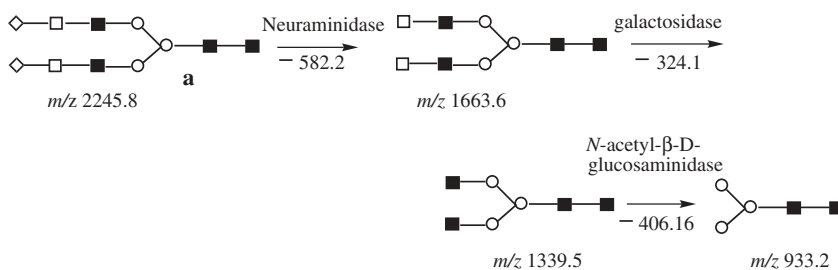 Neuraminidase
− 582.2
galactosidase
− 324.1
a
m/z 2245.8
m/z 1663.6
N-acetyl-β-D-
glucosaminidase
− 406.16
m/z 1339.5
m/z 933.2